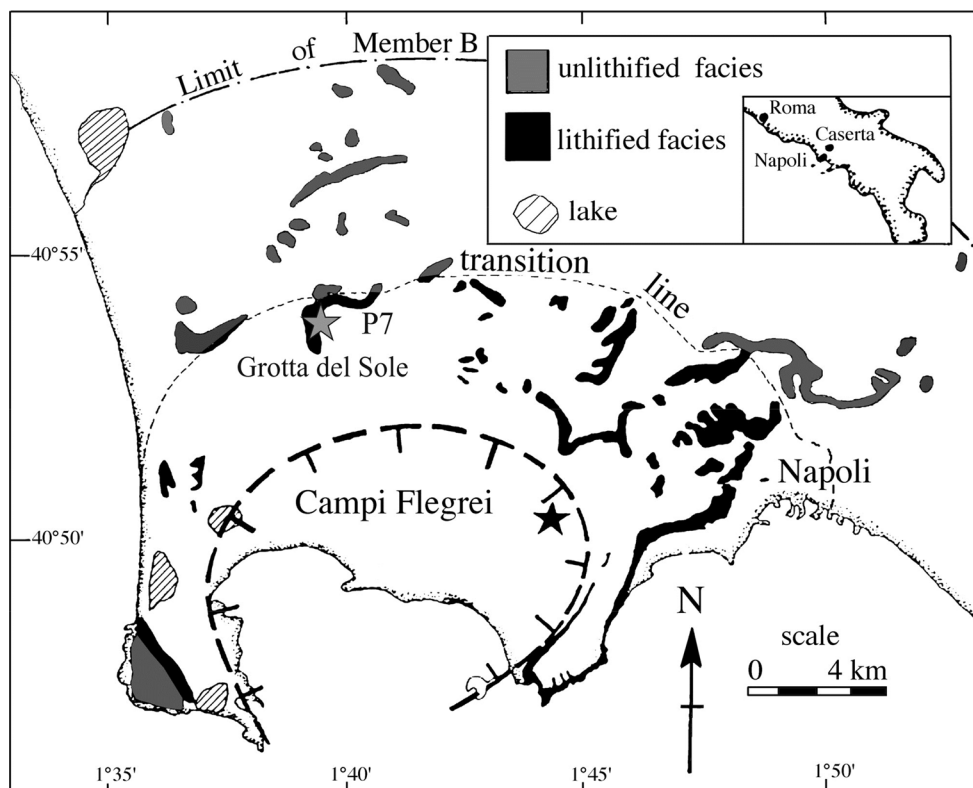 Limit of Member B
unlithified facies
lithified facies
lake
Roma
Caserta
Napoli
40°55'
transition
line
P7
Grotta del Sole
Campi Flegrei
Napoli
40°50'
N
scale
0 4 km
1°35' 1°40' 1°45' 1°50'